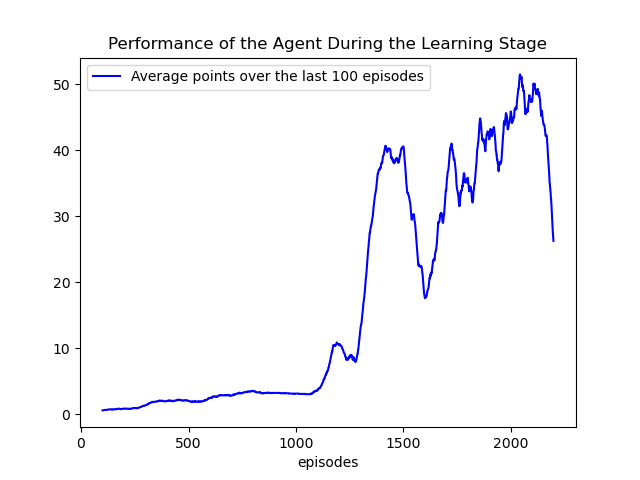 Performance of the Agent During the Learning Stage
Average points over the last 100 episodes
50
40
30
20
10
0
0 500 1000 1500 2000
episodes